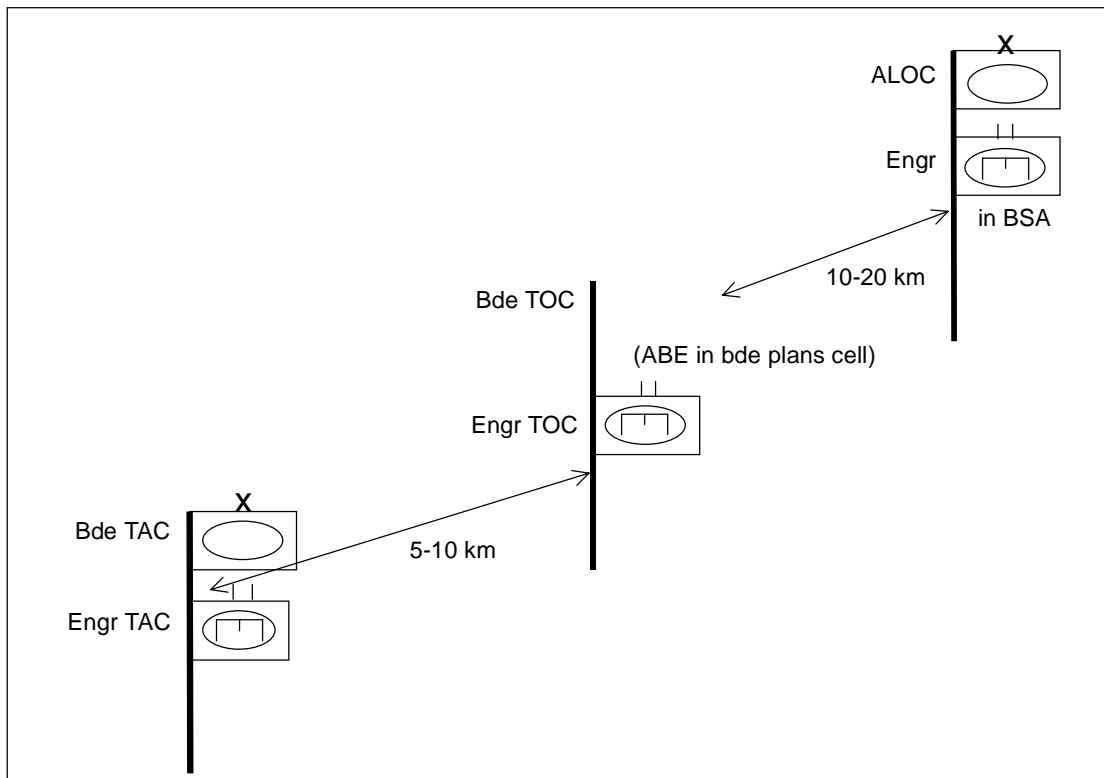 X
ALOC
Engr
in BSA
10-20 km
Bde TOC
(ABE in bde plans cell)
Engr TOC
X
Bde TAC
5-10 km
Engr TAC